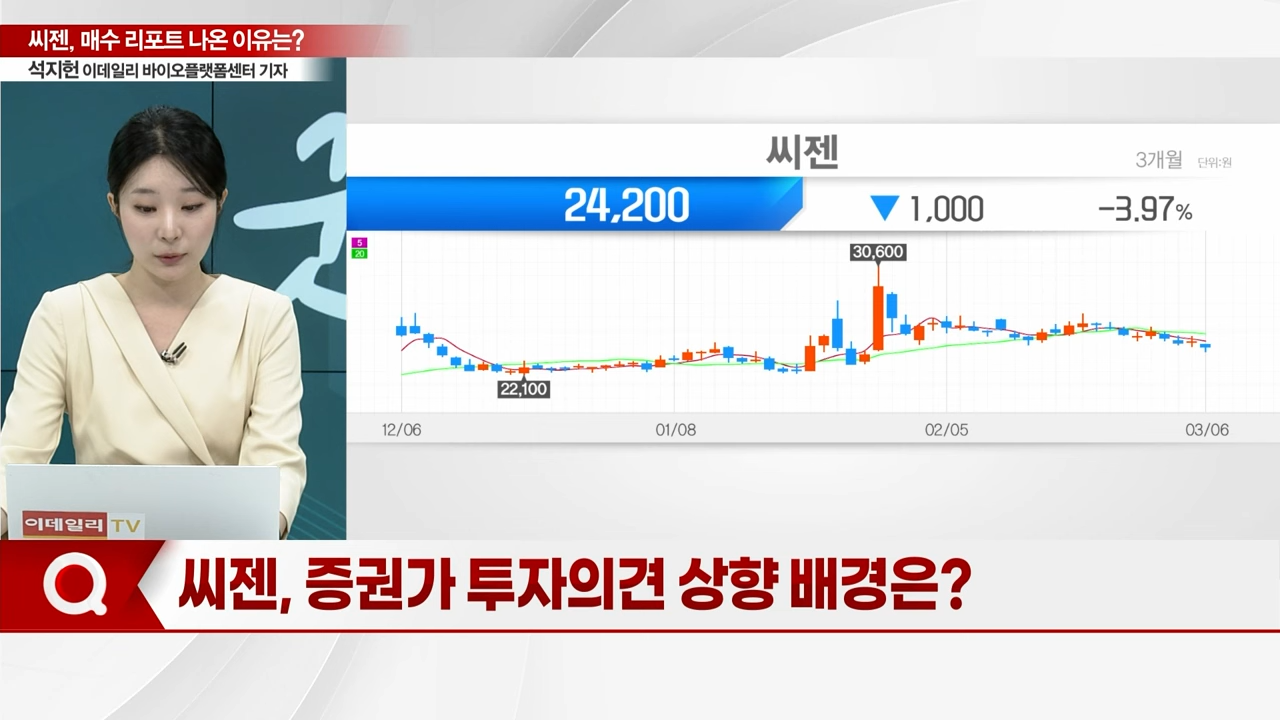 씨젠, 매수 리포트 나온 이유는?
석지헌 이데일리 바이오플랫폼센터 기자
씨젠
3개월 단위:원
24,200 ▼ 1,000 -3.97%
5
20
30,600
22,100
12/06 01/08 02/05 03/06
이데일리 TV
Q 씨젠, 증권가 투자의견 상향 배경은?